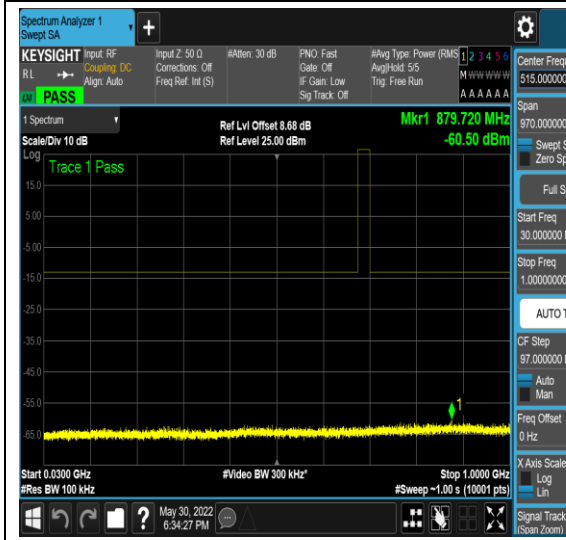 Spectrum Analyzer 1
Swept SA
+
KEYSIGHT
RL
LXI PASS
Input: RF
Coupling: DC
Align: Auto
Input Z: 50 Ω
Corrections: Off
Freq Ref: Int (S)
#Atten: 30 dB
PNO: Fast
Gate: Off
IF Gain: Low
Sig Track: Off
#Avg Type: Power (RMS
Avg|Hold: 5/5
Trig: Free Run
1 2 3 4 5 6
M W W W W W
A A A A A A
1 Spectrum
Scale/Div 10 dB
Ref Lvl Offset 8.68 dB
Ref Level 25.00 dBm
Mkr1 879.720 MHz
-60.50 dBm
Log
Trace 1 Pass
15.0
5.00
-5.00
-15.0
-25.0
-35.0
-45.0
-55.0
-65.0
1
Start 0.0300 GHz
#Video BW 300 kHz*
Stop 1.0000 GHz
#Res BW 100 kHz
#Sweep ~1.00 s (10001 pts)
?
May 30, 2022
6:34:27 PM
Center Frequ
515.000000
Span
970.000000
Swept S
Zero Sp
Full S
Start Freq
30.000000
Stop Freq
1.00000000
AUTO T
CF Step
97.000000
Auto
Man
Freq Offset
0 Hz
X Axis Scale
Log
Lin
Signal Track
(Span Zoom)